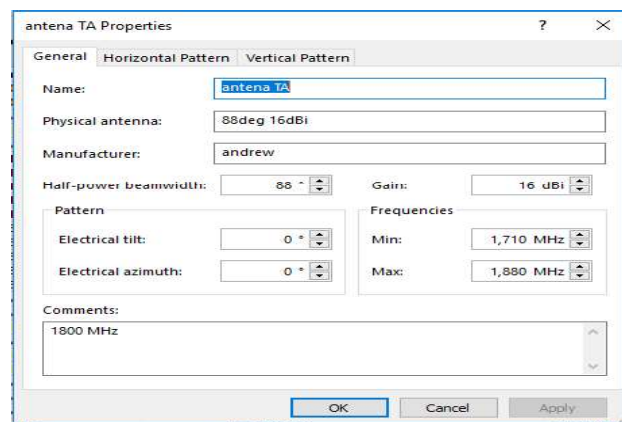 antena TA Properties ?
General Horizontal Pattern Vertical Pattern
Name: antena TA
Physical antenna: 88deg 16dBi
Manufacturer: andrew
Half-power beamwidth: 88 ° Gain: 16 dBi
Pattern Frequencies
Electrical tilt: 0 ° Min: 1,710 MHz
Electrical azimuth: 0 ° Max: 1,880 MHz
Comments:
1800 MHz
OK Cancel Apply